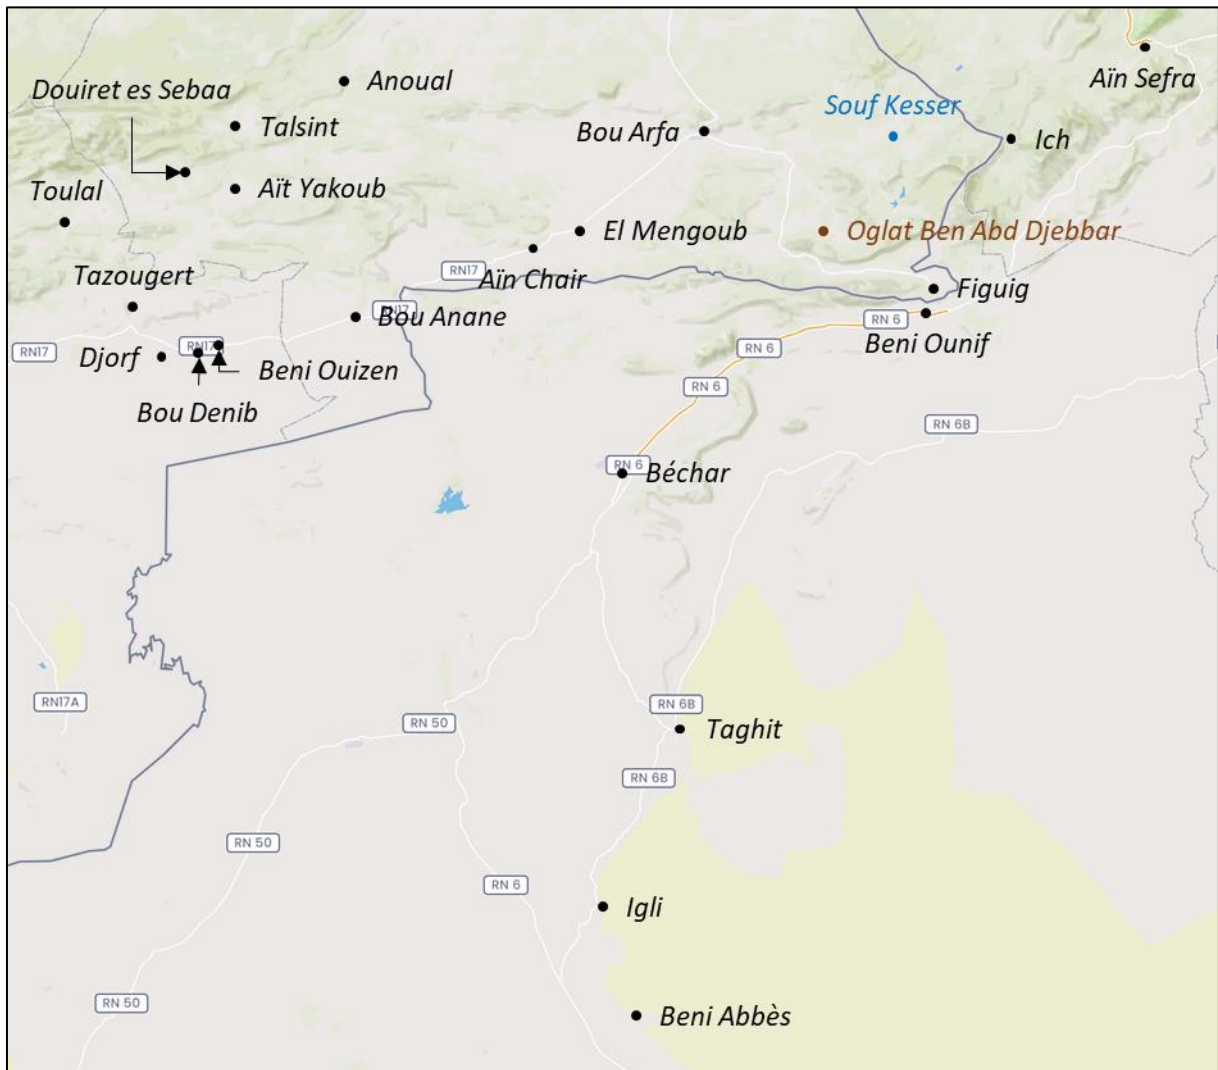 Aïn Sefra
Anoual
Douiret es Sebaa
Souf Kesser
Talsint
Bou Arfa
Ich
Aït Yakoub
Toulal
El Mengoub
Oglat Ben Abd Djebbar
RN17
Aïn Chair
Tazougert
Figuig
RN17
Bou Anane
RN 6
Beni Ounif
RN17
RN17
RN 6
Djorf
Beni Ouizen
RN 6
Bou Denib
RN 6B
RN 6
Béchar
RN17A
RN 6B
RN 50
Taghit
RN 6B
RN 50
RN 6
Igli
RN 50
Beni Abbès